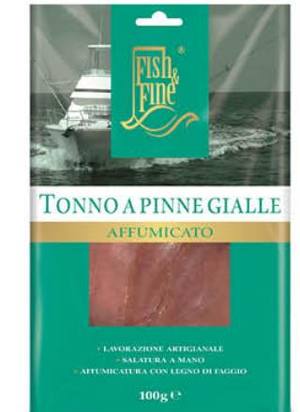 FISH&
FINE ®
TONNO A PINNE GIALLE
AFFUMICATO
• LAVORAZIONE ARTIGIANALE
• SALATURA A MANO
• AFFUMICATURA CON LEGNO DI FAGGIO
100g ℮